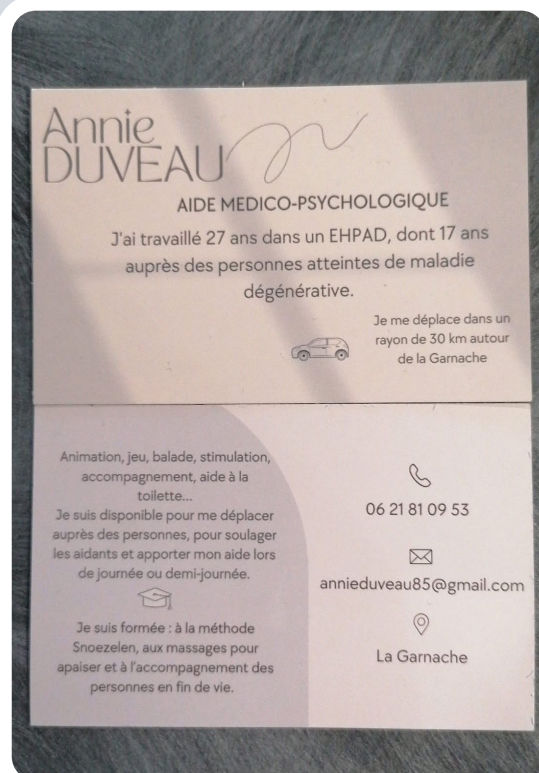 Annie
DUVEAU
AIDE MEDICO-PSYCHOLOGIQUE
J'ai travaillé 27 ans dans un EHPAD, dont 17 ans
auprès des personnes atteintes de maladie
dégénérative.
Je me déplace dans un
rayon de 30 km autour
de la Garnache
Animation, jeu, balade, stimulation,
accompagnement, aide à la
toilette...
Je suis disponible pour me déplacer
auprès des personnes, pour soulager
les aidants et apporter mon aide lors
de journée ou demi-journée.
Je suis formée : à la méthode
Snoezelen, aux massages pour
apaiser et à l'accompagnement des
personnes en fin de vie.
06 21 81 09 53
annieduveau85@gmail.com
La Garnache